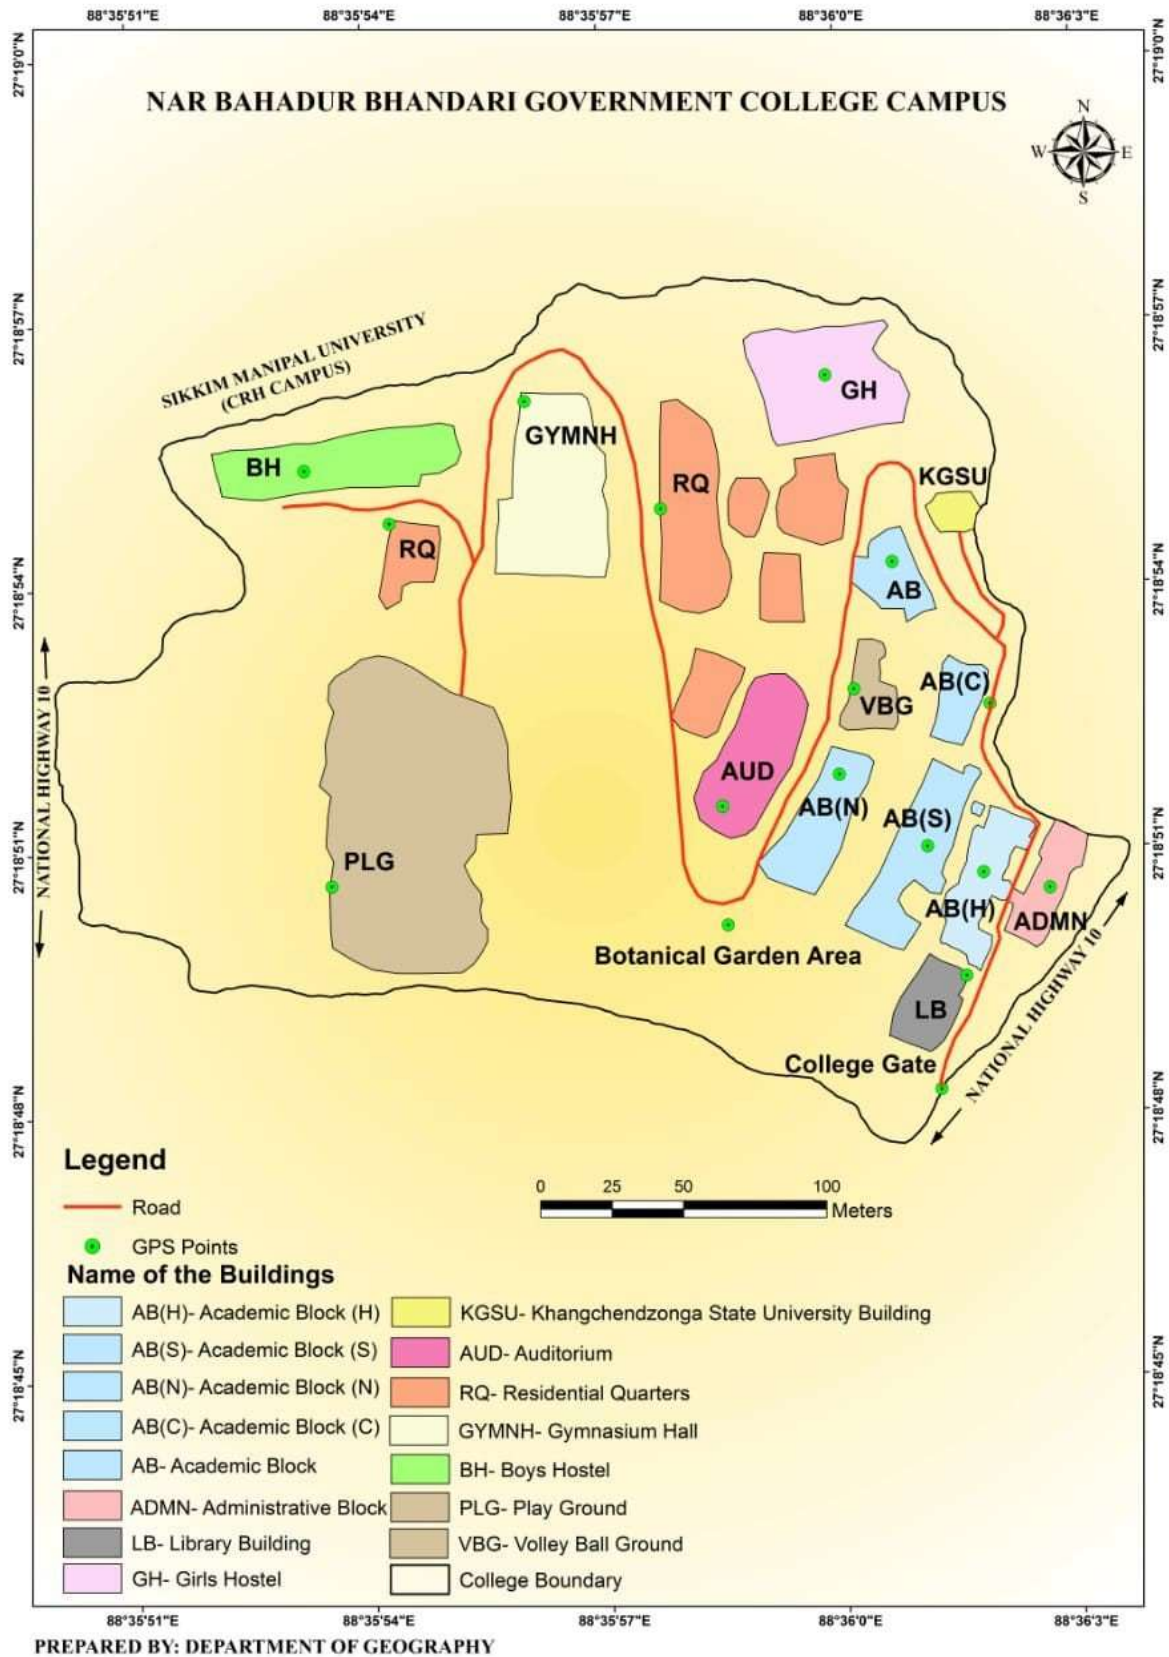 88°35'51"E 88°35'54"E 88°35'57"E 88°36'0"E 88°36'3"E
27°19'0"N 27°19'0"N
NAR BAHADUR BHANDARI GOVERNMENT COLLEGE CAMPUS
N
W E
S
27°18'57"N 27°18'57"N
SIKKIM MANIPAL UNIVERSITY
(CRH CAMPUS)
GH
GYMNH
BH
KGSU
RQ
RQ
27°18'54"N 27°18'54"N
AB
AB(C)
VBG
NATIONAL HIGHWAY 10
AUD
AB(N)
AB(S)
27°18'51"N 27°18'51"N
PLG
AB(H)
ADMN
Botanical Garden Area
LB
NATIONAL HIGHWAY 10
College Gate
27°18'48"N 27°18'48"N
Legend
Road
GPS Points
0 25 50 100
Meters
Name of the Buildings
AB(H)- Academic Block (H)
AB(S)- Academic Block (S)
AB(N)- Academic Block (N)
AB(C)- Academic Block (C)
AB- Academic Block
ADMN- Administrative Block
LB- Library Building
GH- Girls Hostel
KGSU- Khangchendzonga State University Building
AUD- Auditorium
RQ- Residential Quarters
GYMNH- Gymnasium Hall
BH- Boys Hostel
PLG- Play Ground
VBG- Volley Ball Ground
College Boundary
27°18'45"N 27°18'45"N
88°35'51"E 88°35'54"E 88°35'57"E 88°36'0"E 88°36'3"E
PREPARED BY: DEPARTMENT OF GEOGRAPHY